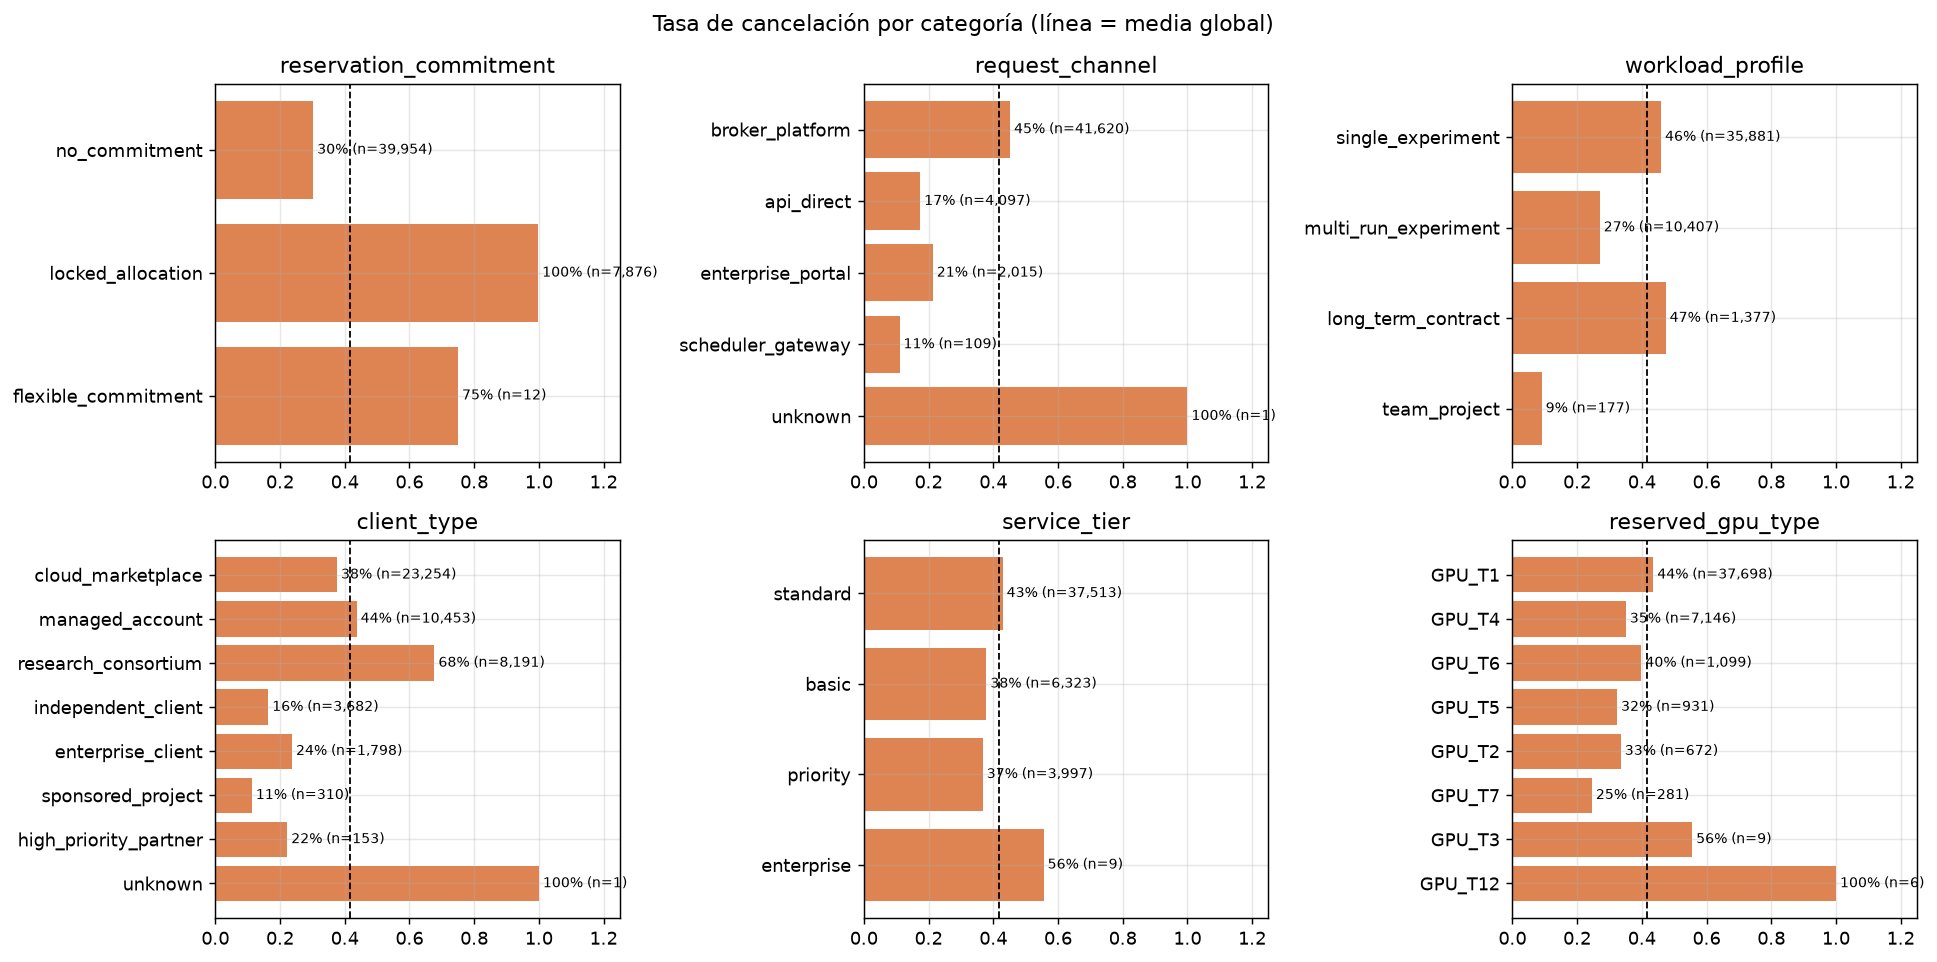 Tasa de cancelación por categoría (línea = media global)
reservation_commitment
no_commitment
30% (n=39,954)
locked_allocation
100% (n=7,876)
flexible_commitment
75% (n=12)
0.0 0.2 0.4 0.6 0.8 1.0 1.2
request_channel
broker_platform
45% (n=41,620)
api_direct
17% (n=4,097)
enterprise_portal
21% (n=2,015)
scheduler_gateway
11% (n=109)
unknown
100% (n=1)
0.0 0.2 0.4 0.6 0.8 1.0 1.2
workload_profile
single_experiment
46% (n=35,881)
multi_run_experiment
27% (n=10,407)
long_term_contract
47% (n=1,377)
team_project
9% (n=177)
0.0 0.2 0.4 0.6 0.8 1.0 1.2
client_type
cloud_marketplace
38% (n=23,254)
managed_account
44% (n=10,453)
research_consortium
68% (n=8,191)
independent_client
16% (n=3,682)
enterprise_client
24% (n=1,798)
sponsored_project
11% (n=310)
high_priority_partner
22% (n=153)
unknown
100% (n=1)
0.0 0.2 0.4 0.6 0.8 1.0 1.2
service_tier
standard
43% (n=37,513)
basic
38% (n=6,323)
priority
37% (n=3,997)
enterprise
56% (n=9)
0.0 0.2 0.4 0.6 0.8 1.0 1.2
reserved_gpu_type
GPU_T1
44% (n=37,698)
GPU_T4
35% (n=7,146)
GPU_T6
40% (n=1,099)
GPU_T5
32% (n=931)
GPU_T2
33% (n=672)
GPU_T7
25% (n=281)
GPU_T3
56% (n=9)
GPU_T12
100% (n=6)
0.0 0.2 0.4 0.6 0.8 1.0 1.2